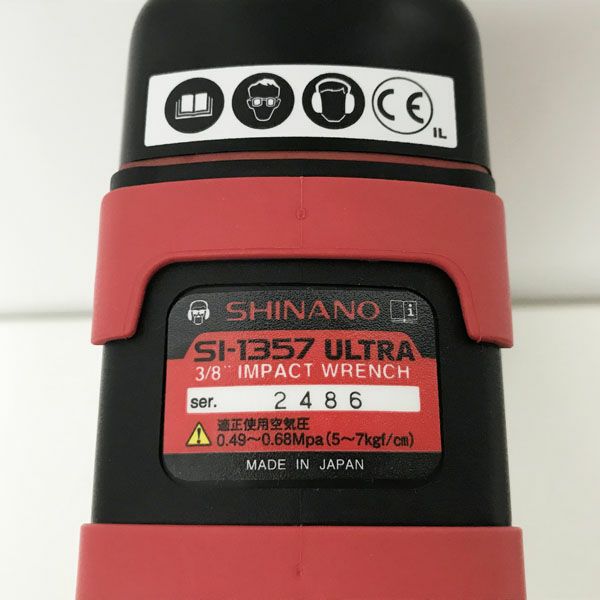 CE
IL
SHINANO
i
SI-1357 ULTRA
3/8" IMPACT WRENCH
ser. 2486
適正使用空気圧
0.49～0.68Mpa(5～7kgf/cm)
MADE IN JAPAN